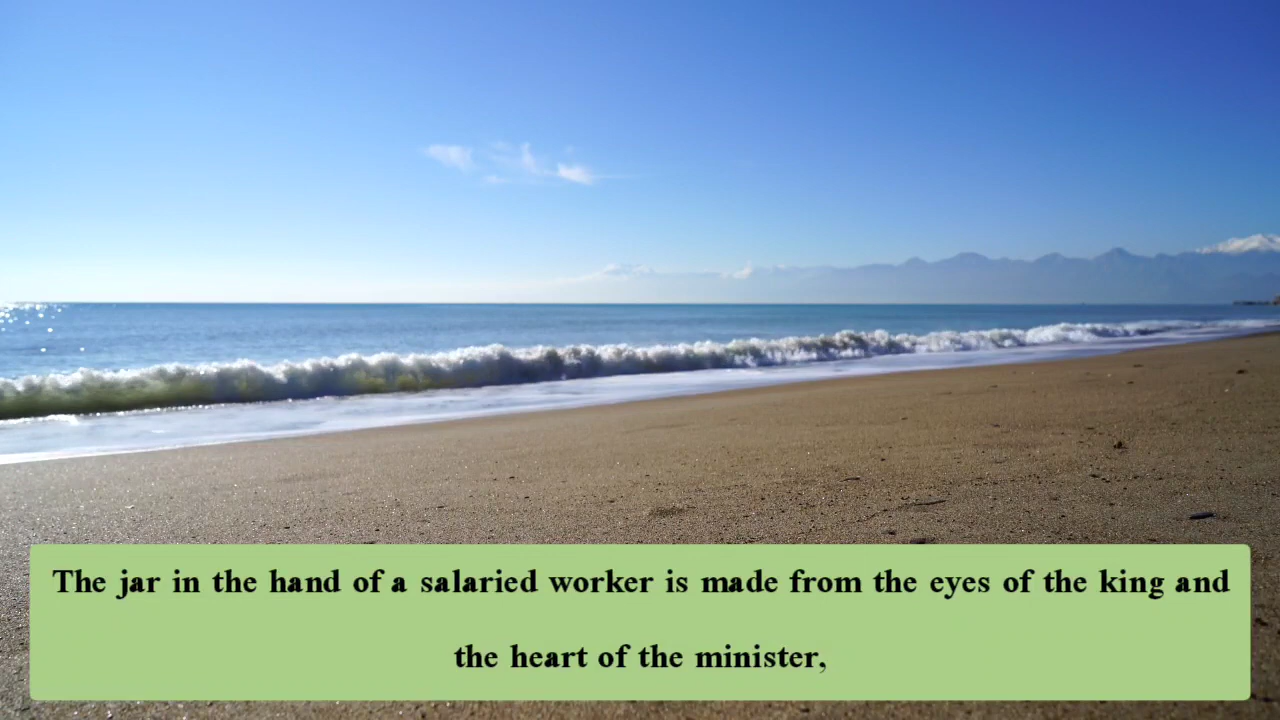 The jar in the hand of a salaried worker is made from the eyes of the king and
the heart of the minister,